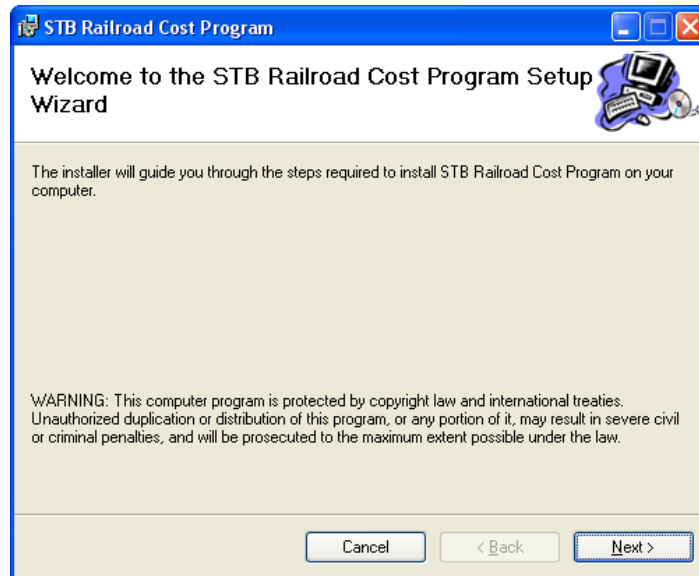 STB Railroad Cost Program
Welcome to the STB Railroad Cost Program Setup
Wizard
The installer will guide you through the steps required to install STB Railroad Cost Program on your
computer.
WARNING: This computer program is protected by copyright law and international treaties.
Unauthorized duplication or distribution of this program, or any portion of it, may result in severe civil
or criminal penalties, and will be prosecuted to the maximum extent possible under the law.
Cancel
< Back
Next >